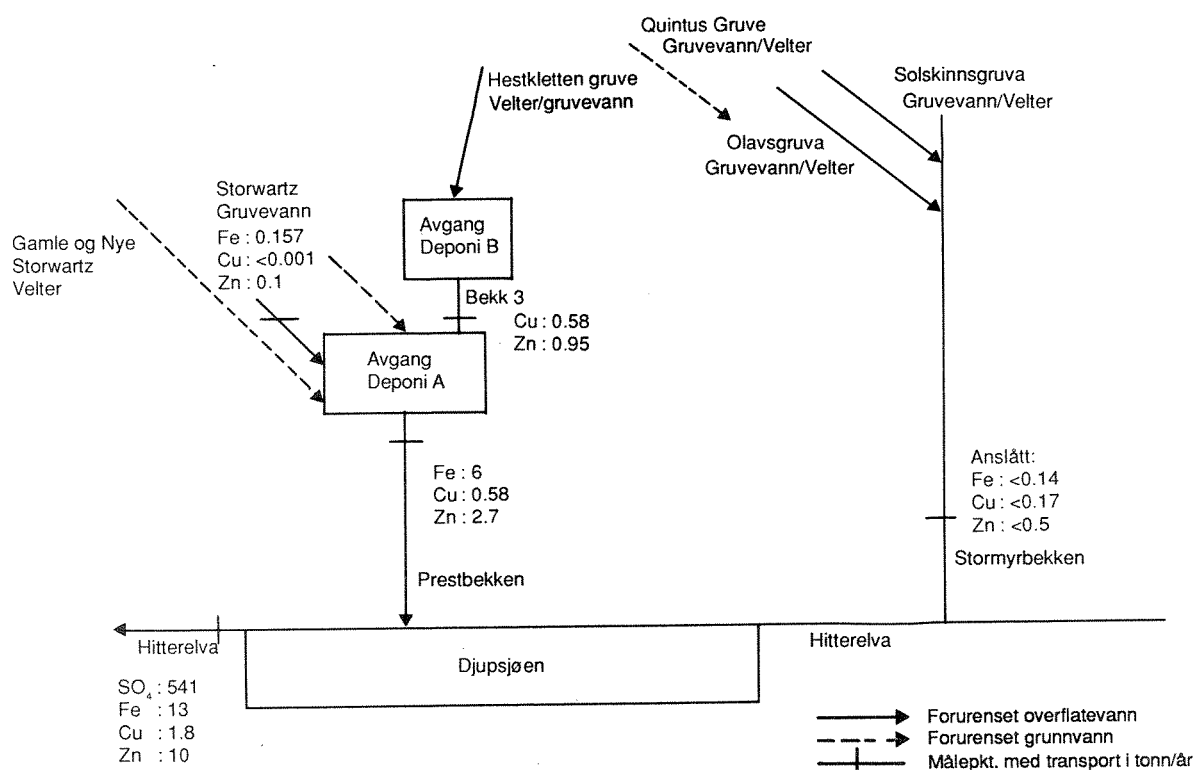 Quintus Gruve
Gruvevann/Velter
Hestkletten gruve
Velter/gruvevann
Solskinnsgruva
Gruvevann/Velter
Olavsgruva
Gruvevann/Velter
Storwartz
Gruvevann
Fe : 0.157
Cu : <0.001
Zn : 0.1
Gamle og Nye
Storwartz
Velter
Avgang
Deponi B
Bekk 3
Cu : 0.58
Zn : 0.95
Avgang
Deponi A
Fe : 6
Cu : 0.58
Zn : 2.7
Prestbekken
Anslått:
Fe : <0.14
Cu : <0.17
Zn : <0.5
Stormyrbekken
Hitterelva
Djupsjøen
Hitterelva
SO₄ : 541
Fe : 13
Cu : 1.8
Zn : 10
Forurenset overflatevann
Forurenset grunnvann
Målepkt. med transport i tonn/år